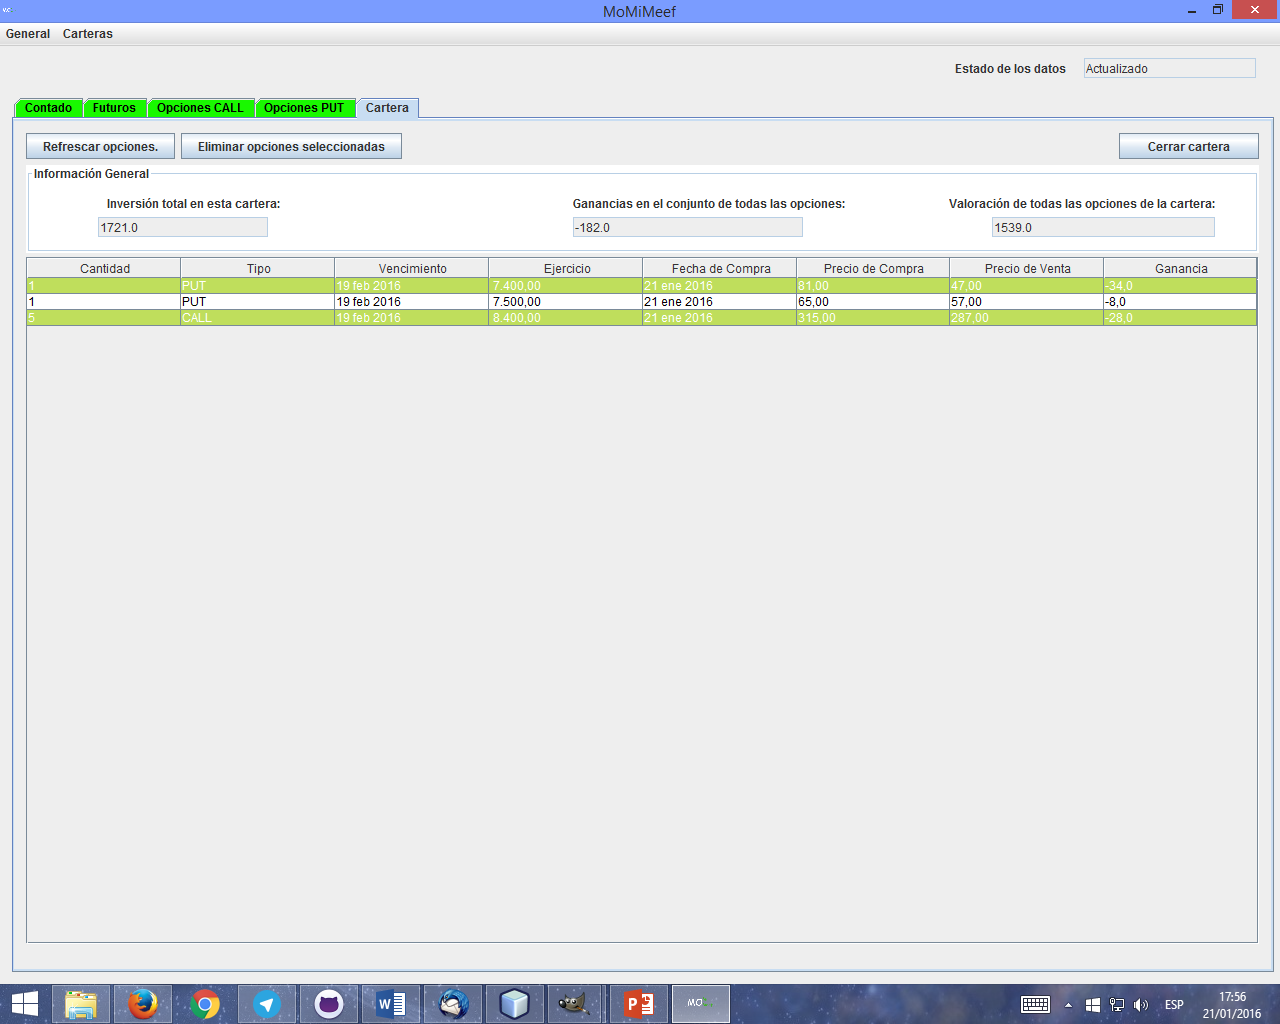 MoMiMeef
General Carteras
Estado de los datos Actualizado
Contado Futuros Opciones CALL Opciones PUT Cartera
Refrescar opciones. Eliminar opciones seleccionadas Cerrar cartera
Información General
Inversión total en esta cartera: Ganancias en el conjunto de todas las opciones: Valoración de todas las opciones de la cartera:
1721.0 -182.0 1539.0
Cantidad Tipo Vencimiento Ejercicio Fecha de Compra Precio de Compra Precio de Venta Ganancia
1 PUT 19 feb 2016 7.400,00 21 ene 2016 81,00 47,00 -34,0
1 PUT 19 feb 2016 7.500,00 21 ene 2016 65,00 57,00 -8,0
5 CALL 19 feb 2016 8.400,00 21 ene 2016 315,00 287,00 -28,0
ESP 17:56
21/01/2016